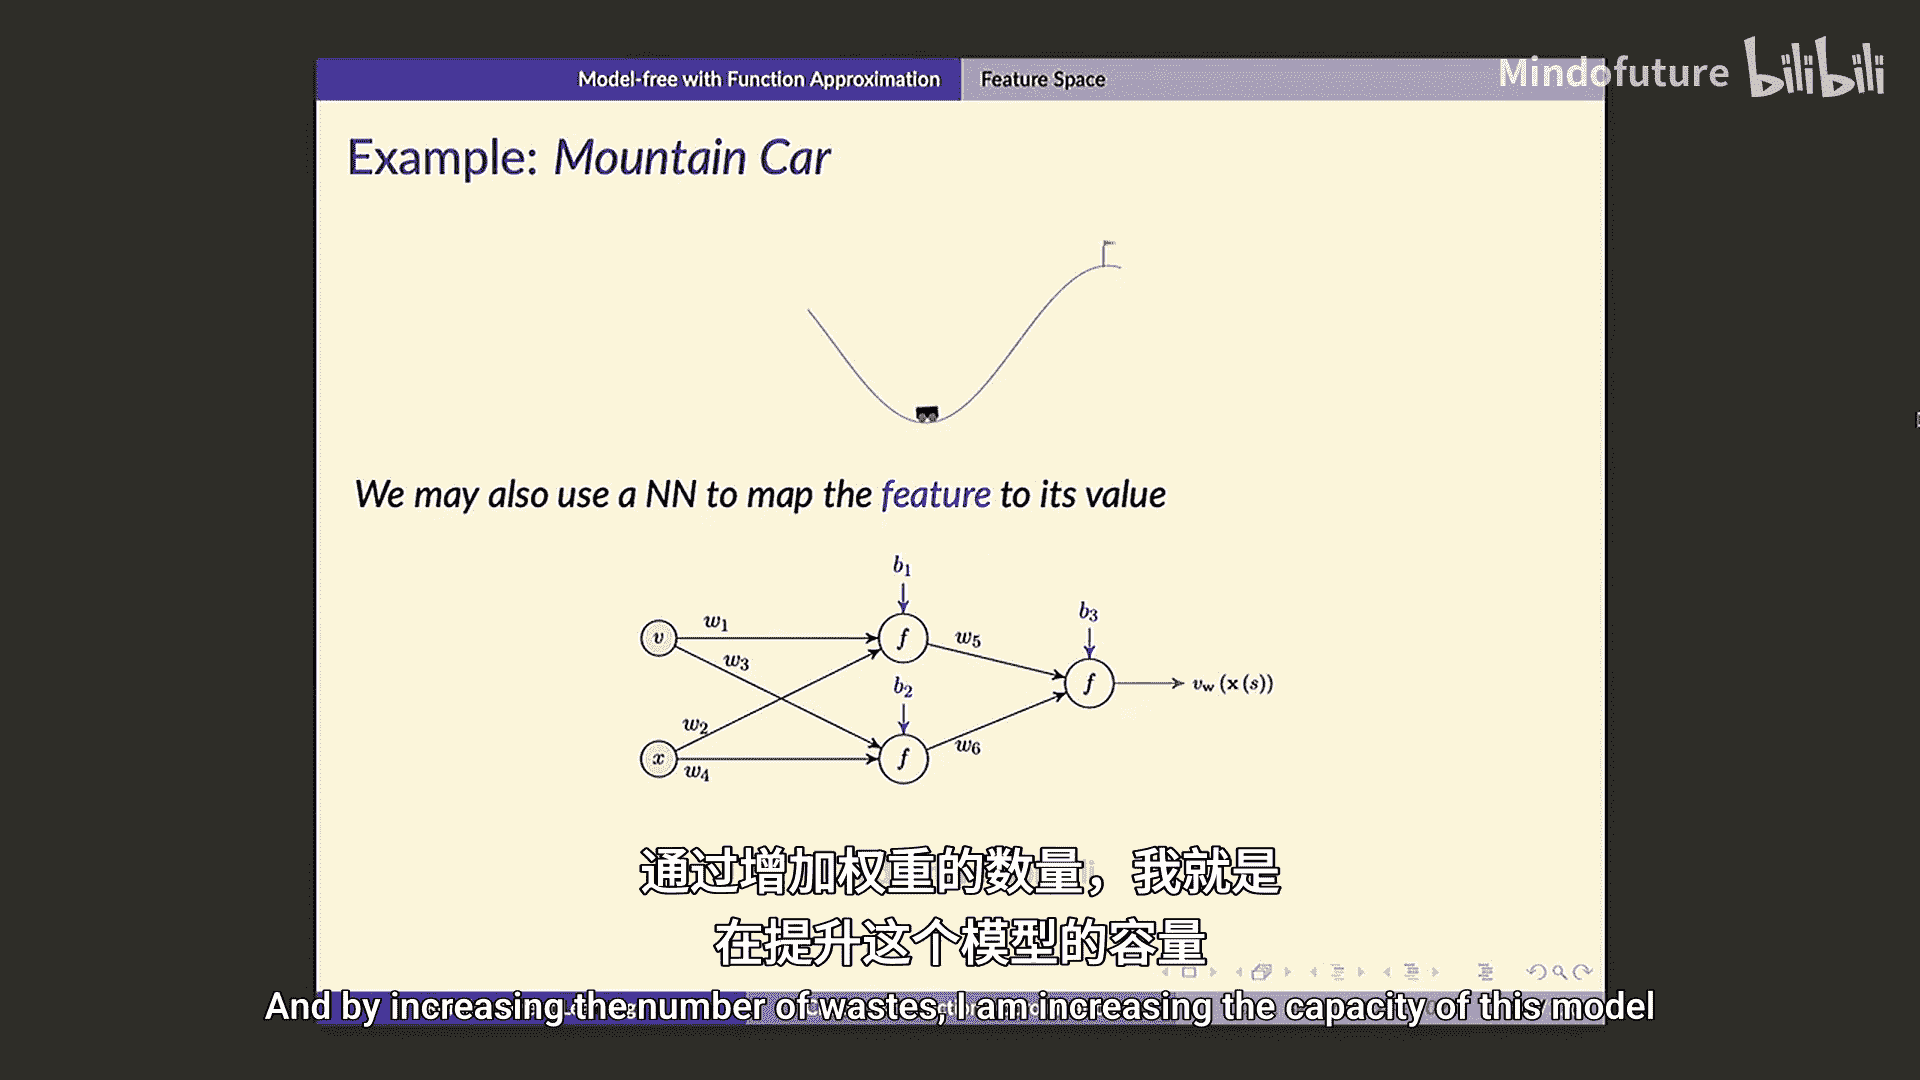 Model-free with Function Approximation
Feature Space
Mindofuture bilibili
Example: Mountain Car
We may also use a NN to map the feature to its value
b1
b3
v
w1
f
w5
w3
b2
f
vw (x (s))
w2
w6
x
w4
f
通过增加权重的数量，我就是
在提升这个模型的容量
And by increasing the number of wastes, I am increasing the capacity of this model